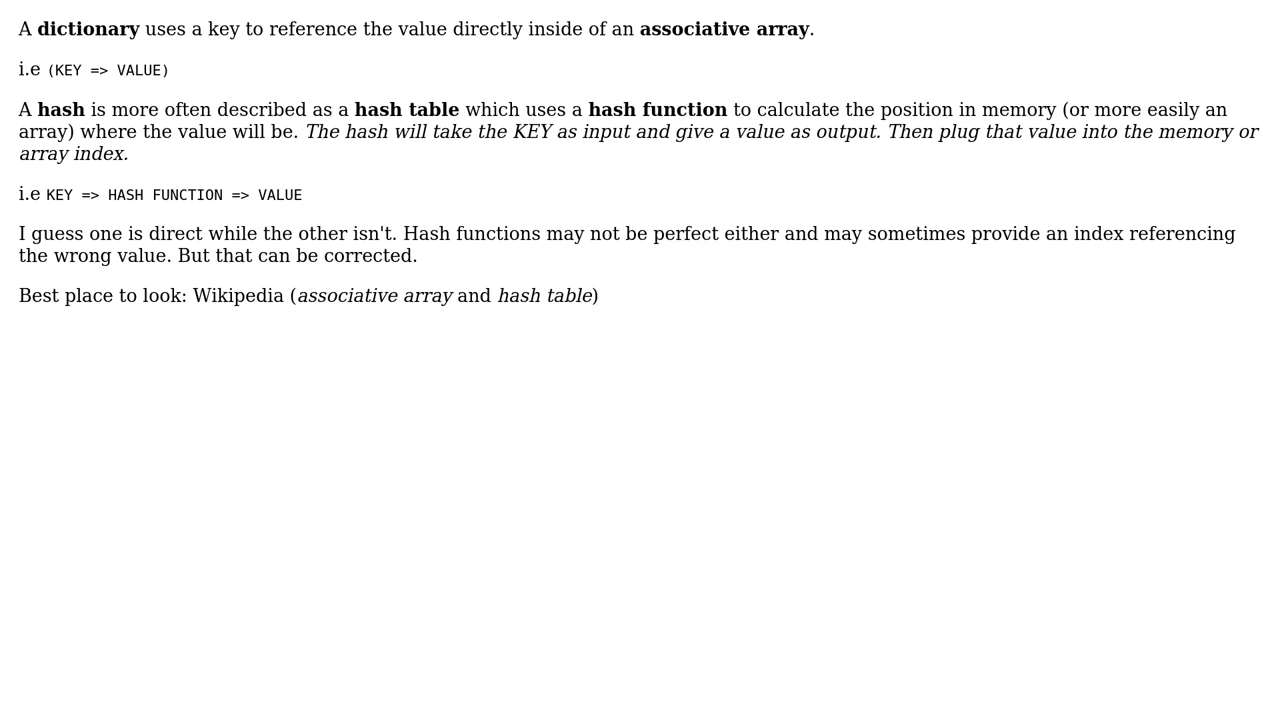 A dictionary uses a key to reference the value directly inside of an associative array.
i.e (KEY => VALUE)
A hash is more often described as a hash table which uses a hash function to calculate the position in memory (or more easily an
array) where the value will be. The hash will take the KEY as input and give a value as output. Then plug that value into the memory or
array index.
i.e KEY => HASH FUNCTION => VALUE
I guess one is direct while the other isn't. Hash functions may not be perfect either and may sometimes provide an index referencing
the wrong value. But that can be corrected.
Best place to look: Wikipedia (associative array and hash table)